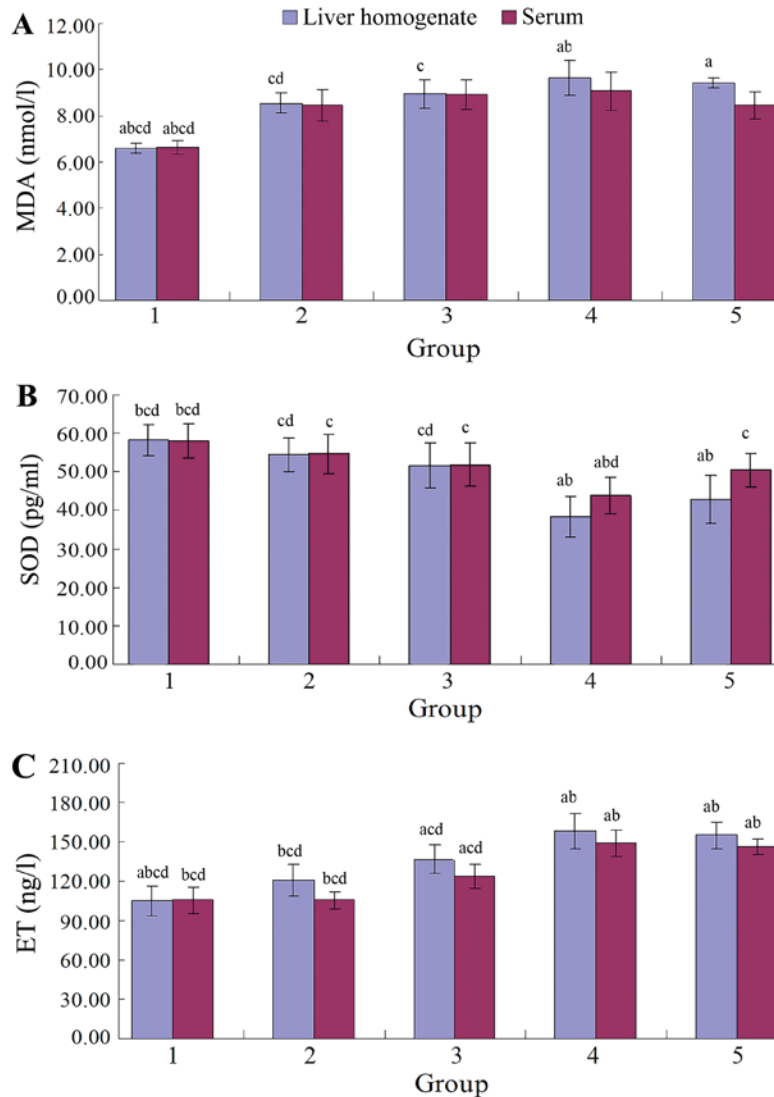 Liver homogenate Serum
A
MDA (nmol/l)
12.00
10.00
8.00
6.00
4.00
2.00
0.00
abcd abcd cd c ab a
1 2 3 4 5
Group
B
SOD (pg/ml)
70.00
60.00
50.00
40.00
30.00
20.00
10.00
0.00
bcd bcd cd c cd c ab abd ab c
1 2 3 4 5
Group
C
ET (ng/l)
210.00
180.00
150.00
120.00
90.00
60.00
30.00
0.00
abcd bcd bcd bcd acd acd ab ab ab ab
1 2 3 4 5
Group